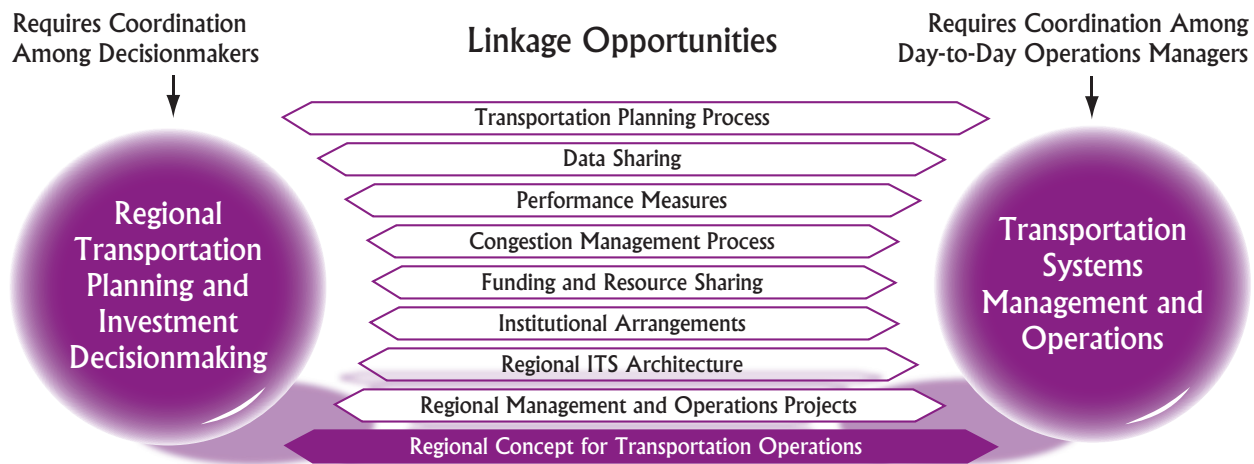 Requires Coordination
Among Decisionmakers
Linkage Opportunities
Requires Coordination Among
Day-to-Day Operations Managers
Regional
Transportation
Planning and
Investment
Decisionmaking
Transportation Planning Process
Data Sharing
Performance Measures
Congestion Management Process
Funding and Resource Sharing
Institutional Arrangements
Regional ITS Architecture
Regional Management and Operations Projects
Regional Concept for Transportation Operations
Transportation
Systems
Management and
Operations